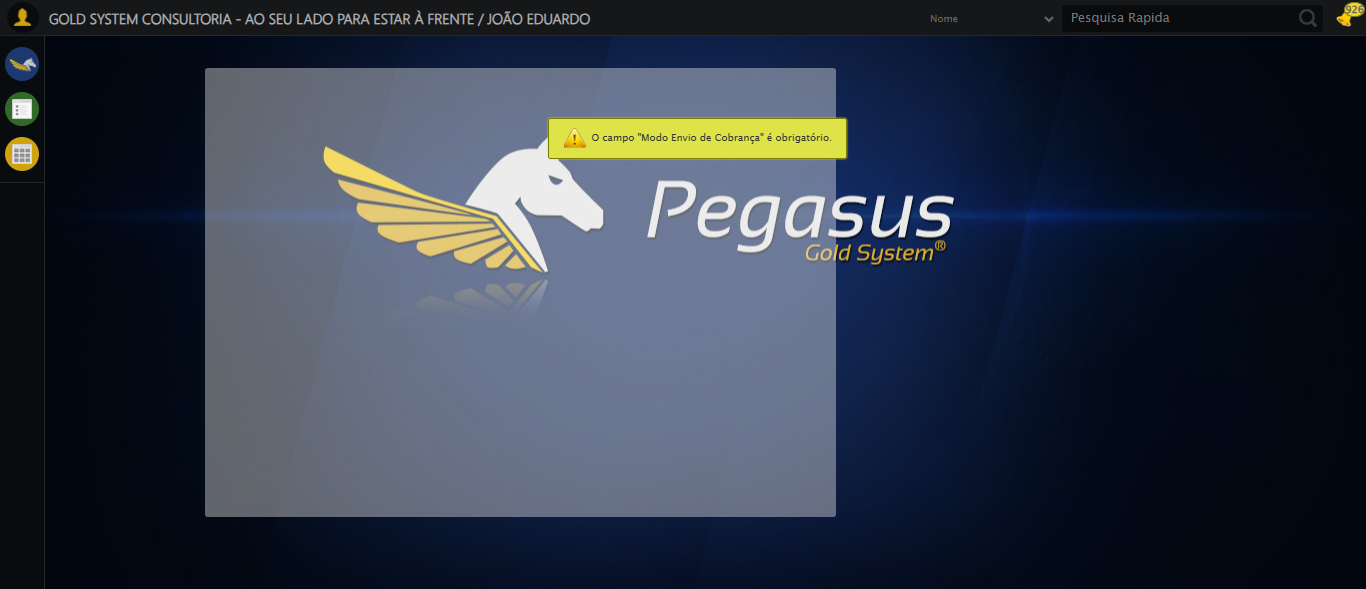 GOLD SYSTEM CONSULTORIA - AO SEU LADO PARA ESTAR À FRENTE / JOÃO EDUARDO
Nome
Pesquisa Rapida
926
O campo "Modo Envio de Cobrança" é obrigatório.
Pegasus
Gold System®